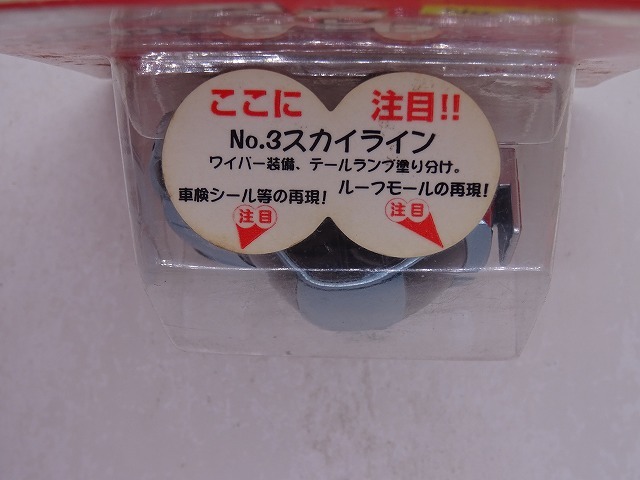 ここに 注目!!
No.3スカイライン
ワイパー装備、テールランプ塗り分け。
車検シール等の再現! ルーフモールの再現!
注目 注目